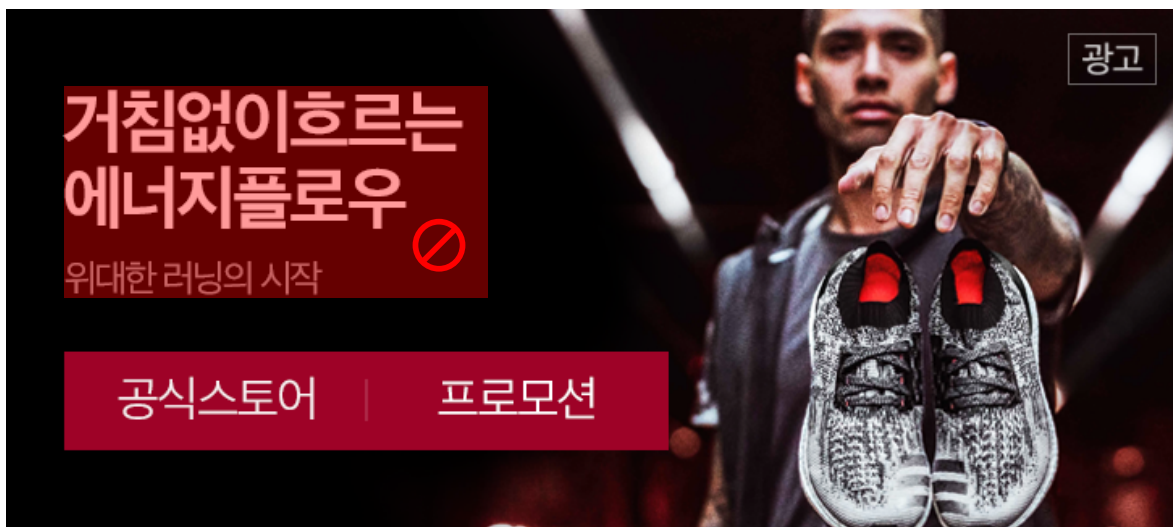 광고
거침없이흐르는
에너지플로우
위대한 러닝의 시작
공식스토어 | 프로모션